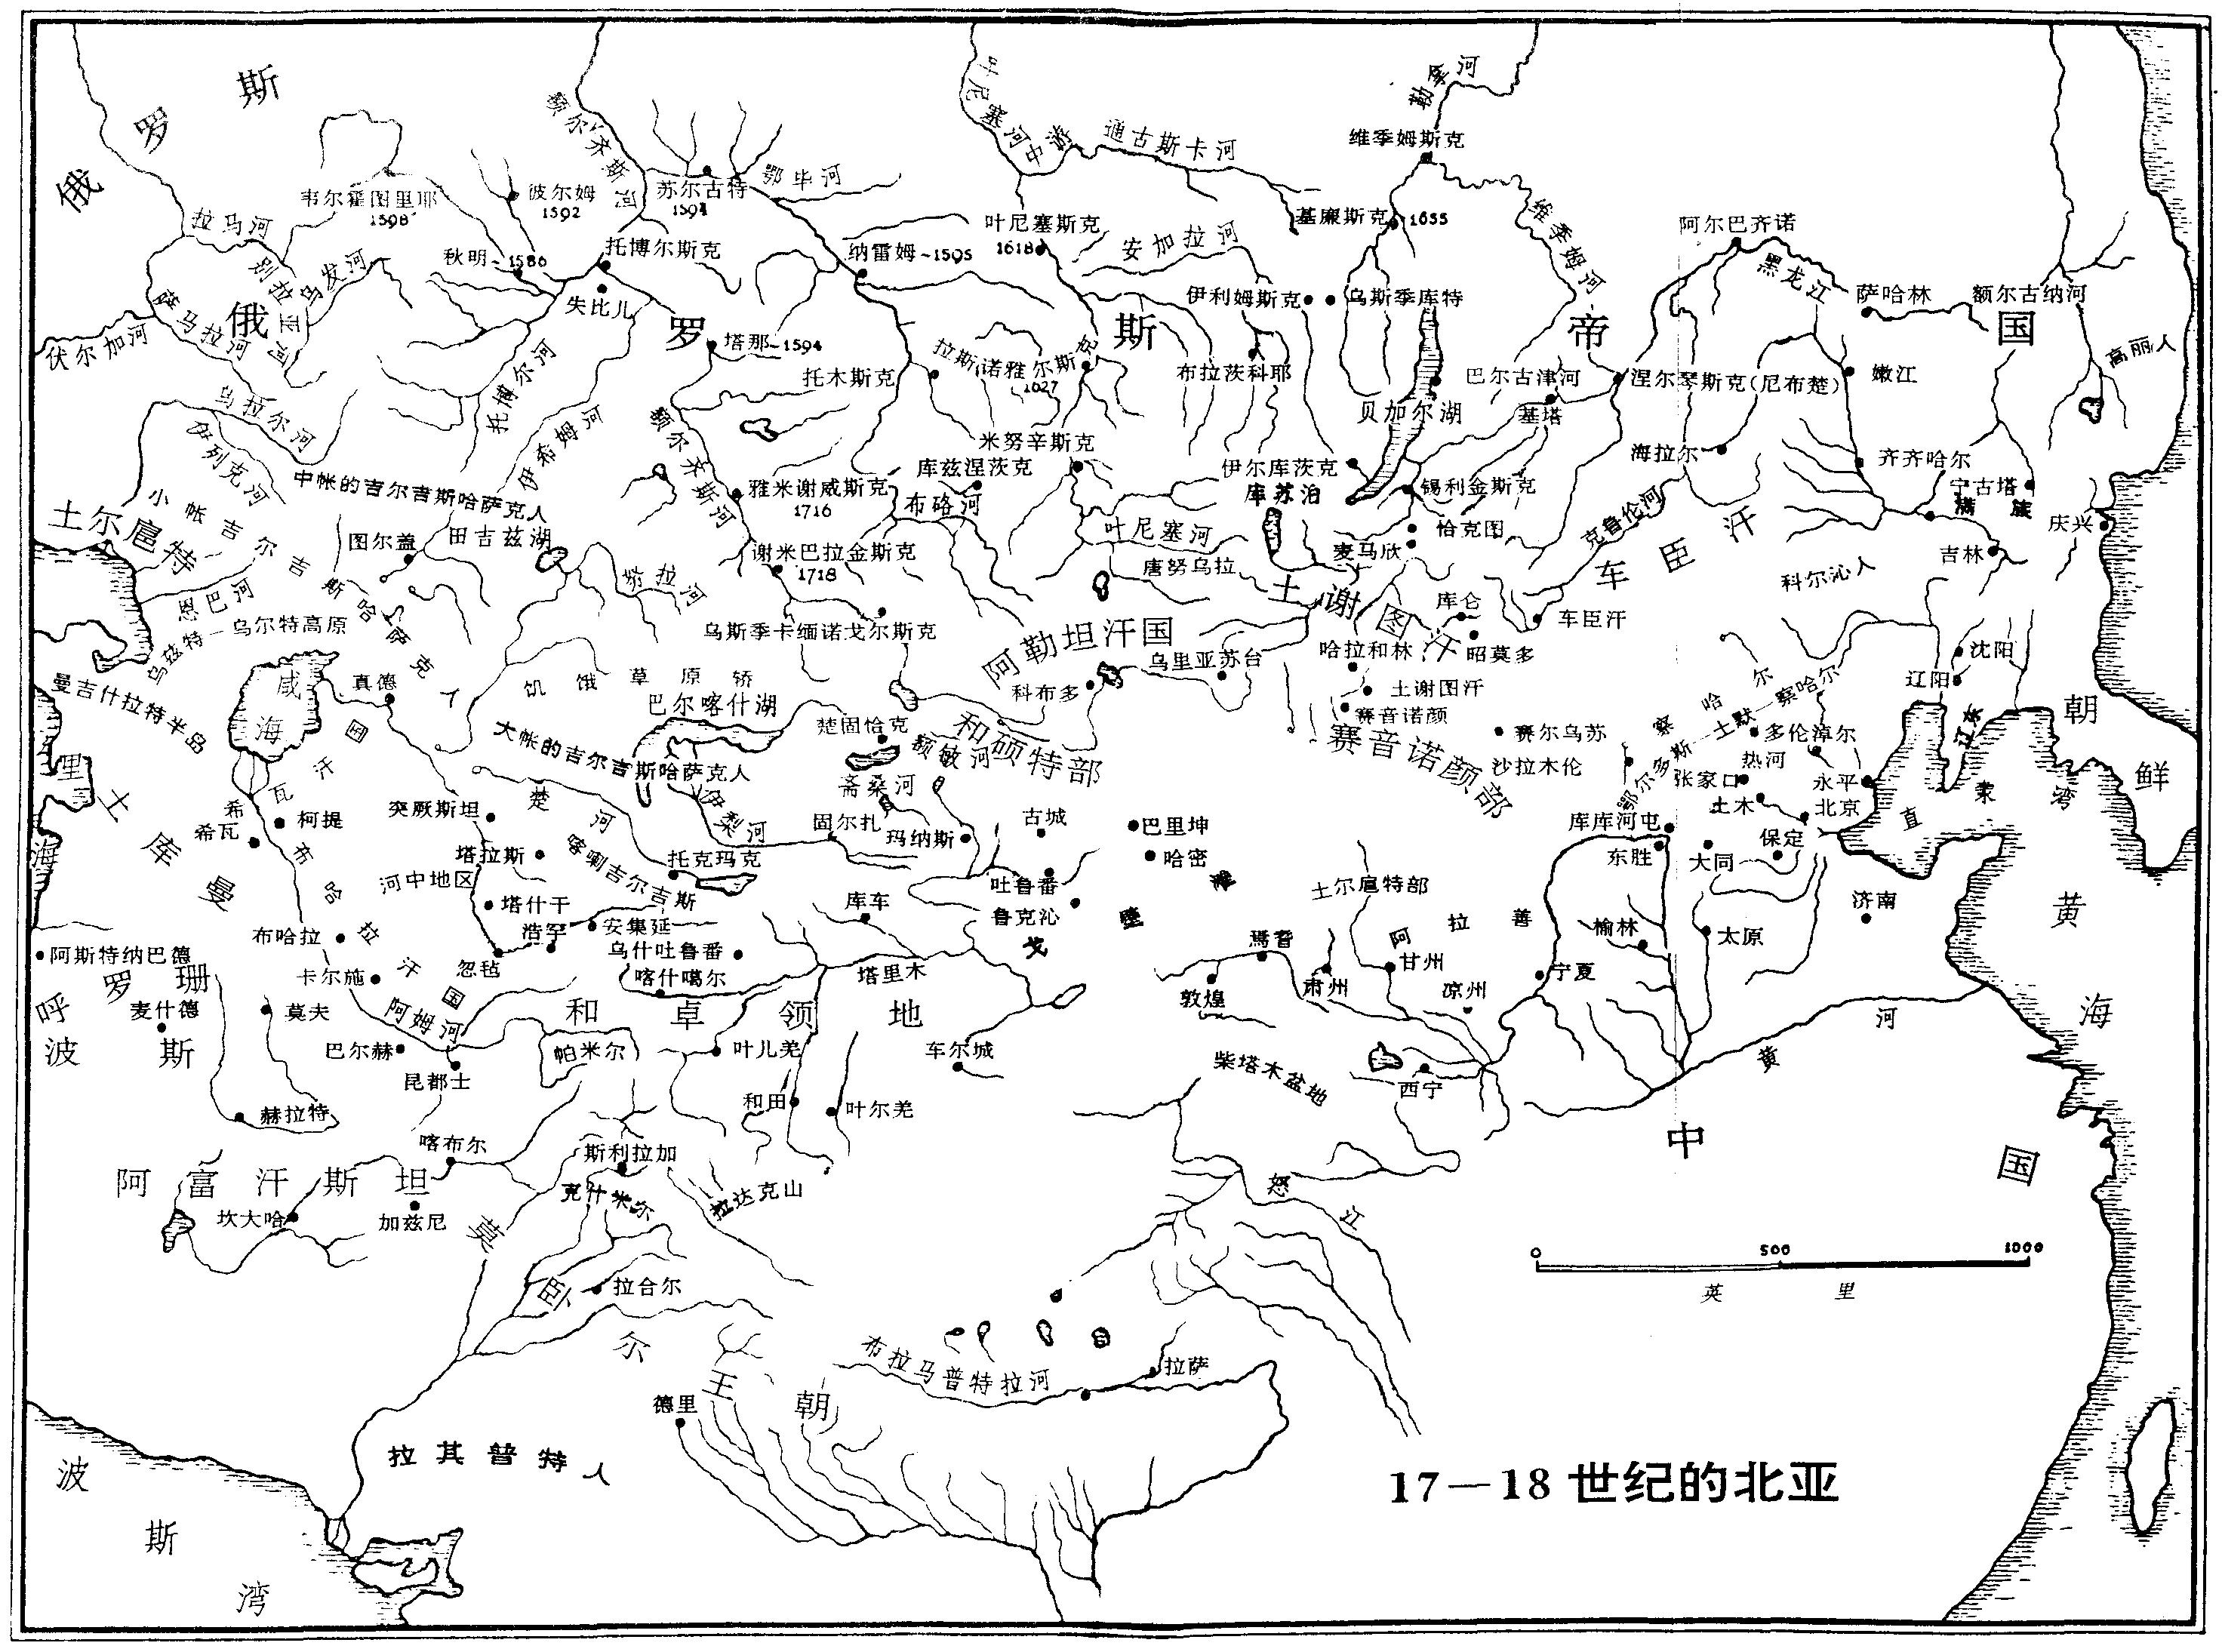 俄罗斯
额尔齐斯河
叶尼塞河中游
通古斯卡河
勒拿河
维季姆斯克
韦尔霍图里耶
1598
彼尔姆
1592
苏尔古特
1594
鄂毕河
拉马河
别拉亚河
乌发河
秋明-1586
托博尔斯克
失比儿
纳雷姆-1595
叶尼塞斯克
1618
安加拉河
基廉斯克
1655
维季姆河
阿尔巴齐诺
黑龙江
萨哈林
额尔古纳河
伏尔加河
萨马拉河
俄罗斯帝国
伊利姆斯克
乌斯季库特
高丽人
塔那-1594
托木斯克
拉斯诺雅尔斯克
1627
布拉茨科耶
巴尔古津河
涅尔琴斯克(尼布楚)
嫩江
乌拉尔河
托博尔河
伊希姆河
额尔齐斯河
贝加尔湖
基塔
伊列克河
米努辛斯克
库兹涅茨克
伊尔库茨克
库苏泊
海拉尔
齐齐哈尔
中帐的吉尔吉斯哈萨克人
小帐吉尔吉斯哈萨克人
雅米谢威斯克
1716
布硌河
锡利金斯克
宁古塔
满族
土尔扈特
图尔盖
田吉兹湖
谢米巴拉金斯克
1718
叶尼塞河
唐努乌拉
恰克图
麦马欣
克鲁伦河
车臣汗
庆兴
吉林
科尔沁人
恩巴河
乌兹特—乌尔特高原
乌斯季卡缅诺戈尔斯克
阿勒坦汗国
土谢图汗
库仑
车臣汗
哈拉和林
昭莫多
沈阳
辽阳
曼吉什拉特半岛
咸海
真德
饥饿草原轿
巴尔喀什湖
科布多
乌里亚苏台
土谢图汗
赛音诺颜
赛音诺颜部
赛尔乌苏
察哈尔
鄂尔多斯—土默—察哈尔
多伦淖尔
辽东
朝鲜
里海
大帐的吉尔吉斯哈萨克人
楚固恰克
额敏河
和硕特部
沙拉木伦
热河
张家口
永平
土库曼
希瓦汗国
斋桑河
土木
北京
直
湾
希瓦
柯提
突厥斯坦
楚河
伊犁河
固尔扎
玛纳斯
古城
巴里坤
库库河屯
保定
布哈拉汗国
塔拉斯
喀喇吉尔吉斯
托克玛克
哈密
东胜
大同
河中地区
吐鲁番
鲁克沁
戈壁滩
土尔扈特部
黄海
塔什干
浩罕
安集延
库车
阿拉善
榆林
太原
济南
布哈拉
阿斯特纳巴德
忽毡
乌什吐鲁番
喀什噶尔
塔里木
甘州
宁夏
呼罗珊
卡尔施
敦煌
肃州
凉州
麦什德
莫夫
阿姆河
和卓领地
黄河
波斯
巴尔赫
帕米尔
叶儿羌
车尔城
昆都士
柴塔木盆地
西宁
赫拉特
和田
叶尔羌
喀布尔
斯利拉加
中国
阿富汗斯坦
克什米尔
拉达克山
怒江
坎大哈
加兹尼
莫卧尔王朝
0 500 1000
英里
拉合尔
布拉马普特拉河
拉萨
德里
拉其普特人
波斯湾
17—18世纪的北亚